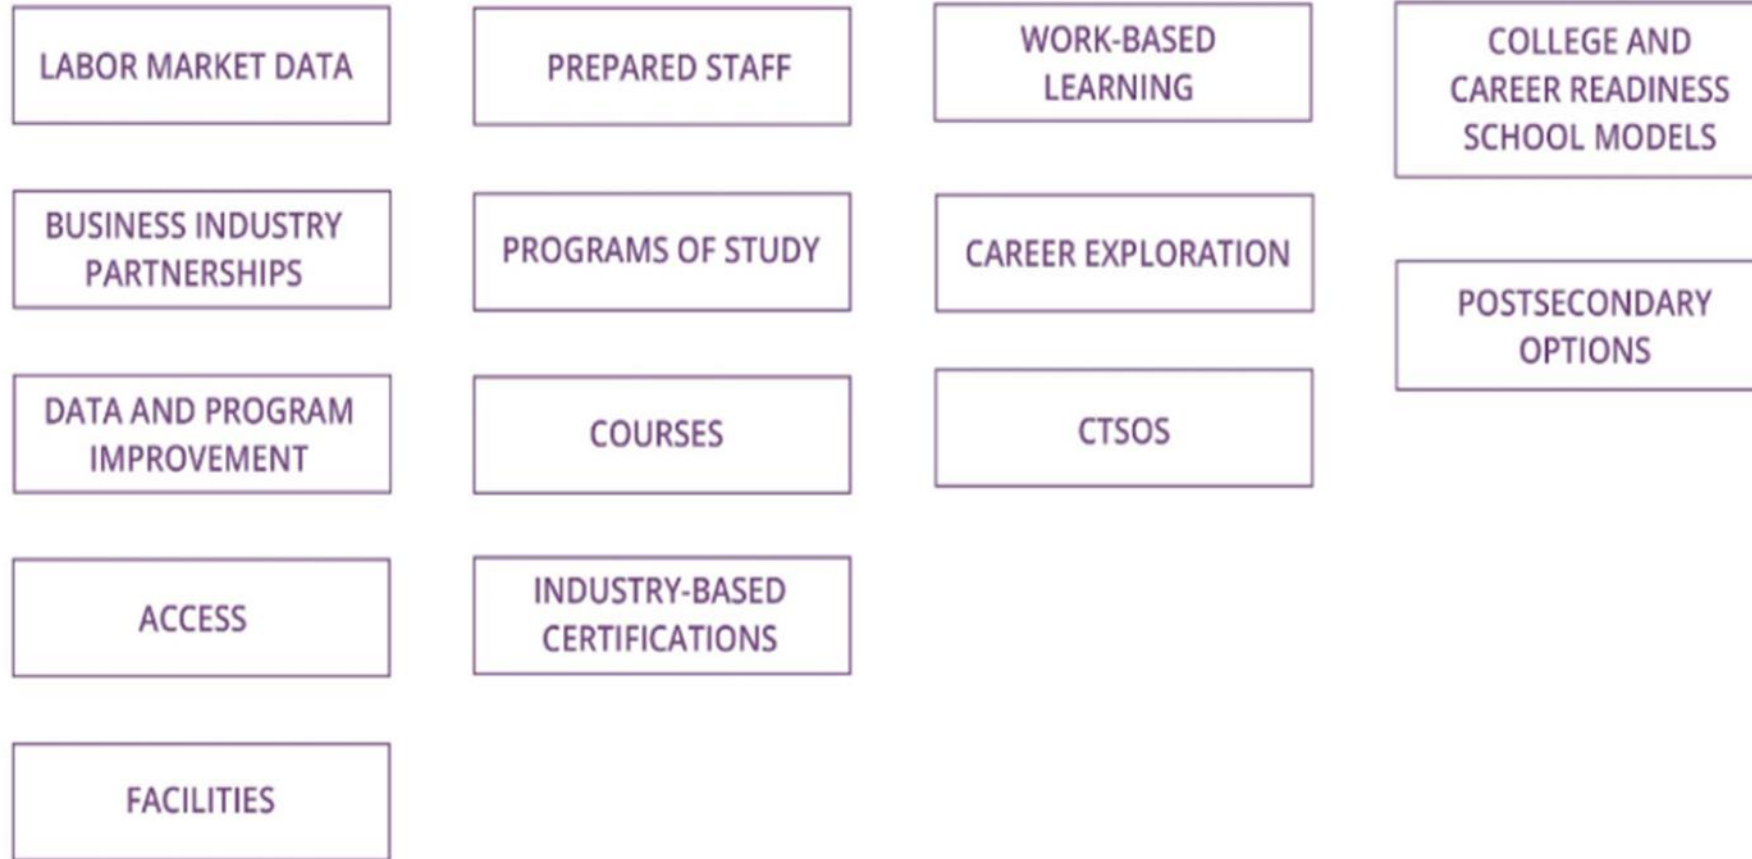 LABOR MARKET DATA
BUSINESS INDUSTRY
PARTNERSHIPS
DATA AND PROGRAM
IMPROVEMENT
ACCESS
FACILITIES
PREPARED STAFF
PROGRAMS OF STUDY
COURSES
INDUSTRY-BASED
CERTIFICATIONS
WORK-BASED
LEARNING
CAREER EXPLORATION
CTSOS
COLLEGE AND
CAREER READINESS
SCHOOL MODELS
POSTSECONDARY
OPTIONS